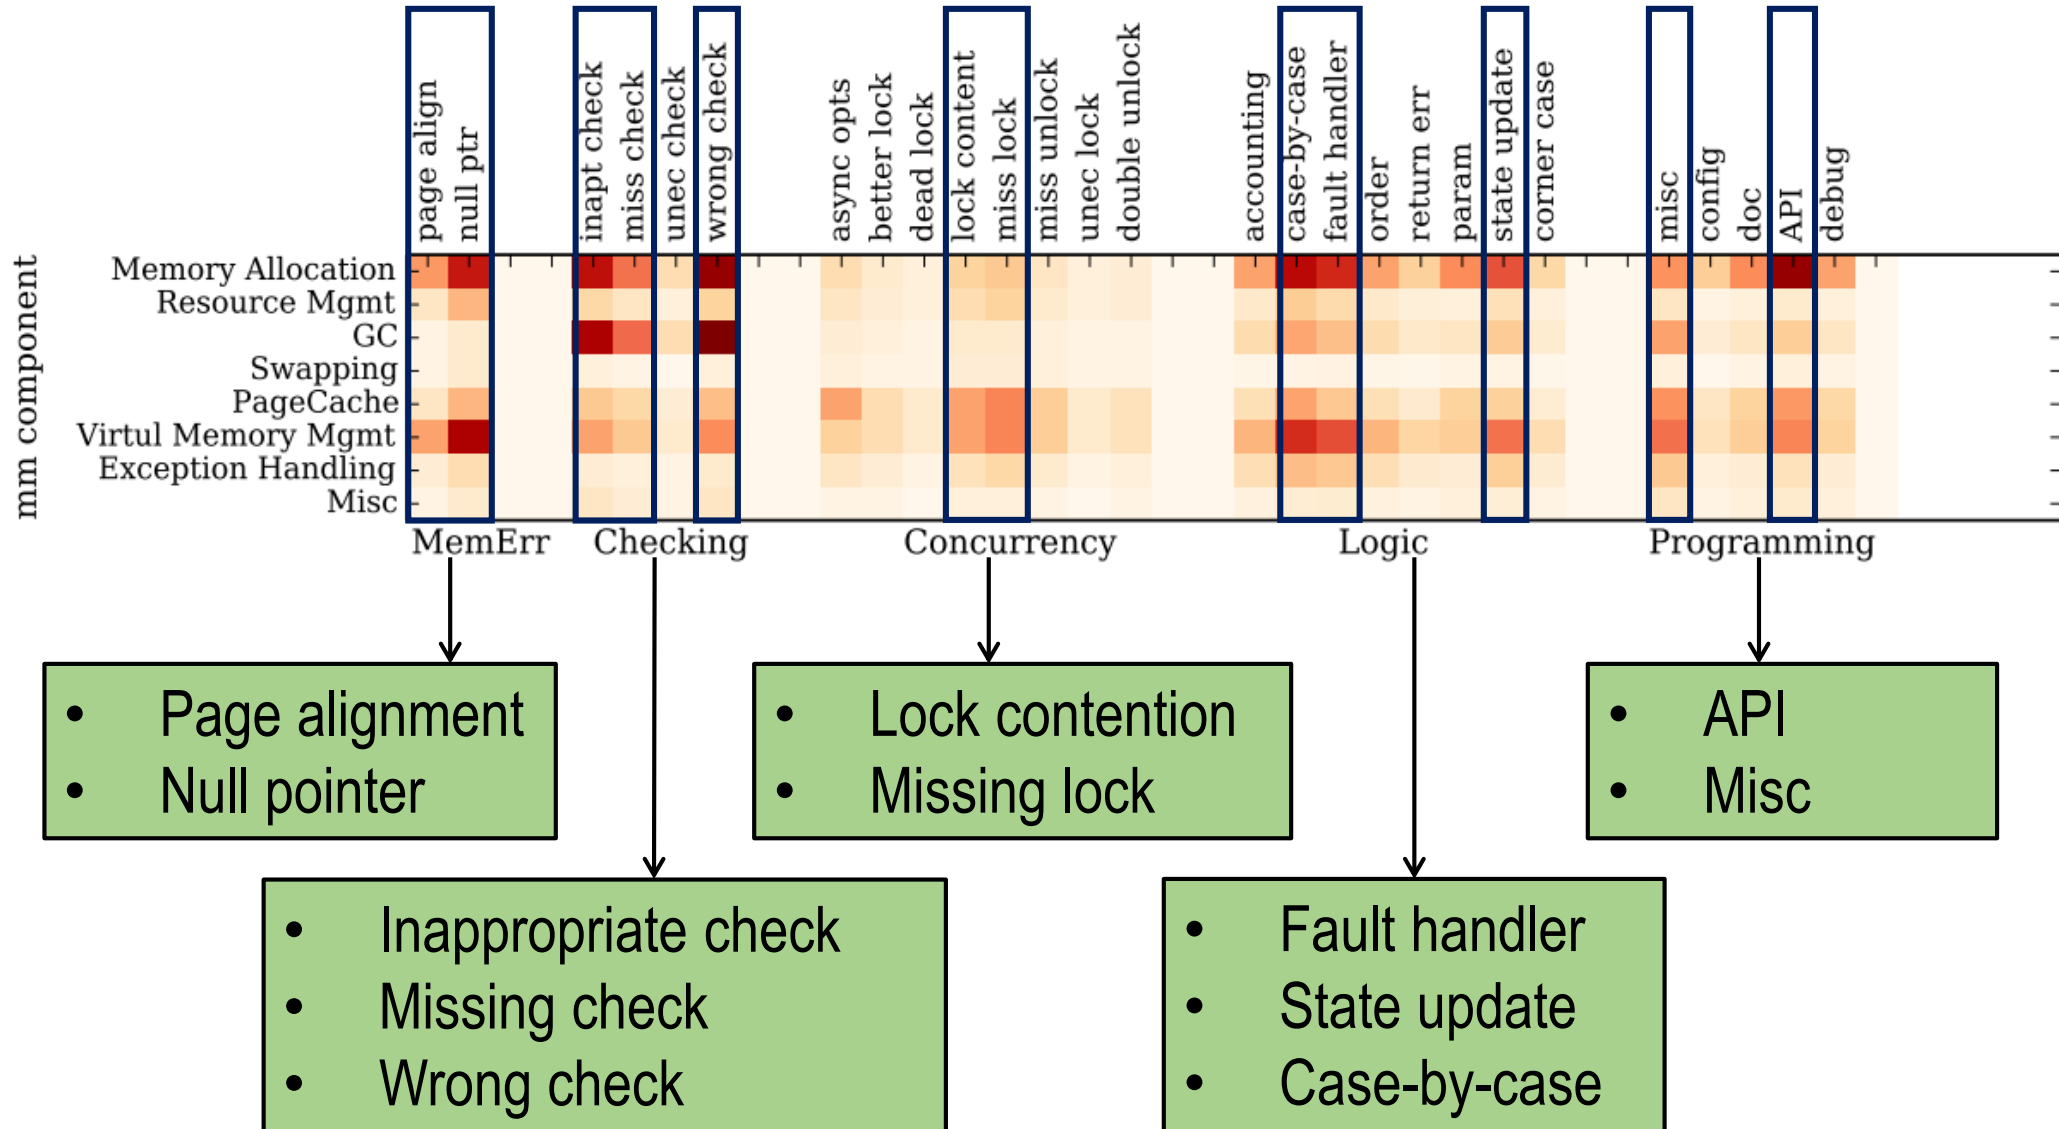 page align
null ptr
inapt check
miss check
unec check
wrong check
async opts
better lock
dead lock
lock content
miss lock
miss unlock
unec lock
double unlock
accounting
case-by-case
fault handler
order
return err
param
state update
corner case
misc
config
doc
API
debug
mm component
Memory Allocation
Resource Mgmt
GC
Swapping
PageCache
Virtul Memory Mgmt
Exception Handling
Misc
MemErr
Checking
Concurrency
Logic
Programming
• Page alignment
• Null pointer
• Lock contention
• Missing lock
• API
• Misc
• Inappropriate check
• Missing check
• Wrong check
• Fault handler
• State update
• Case-by-case